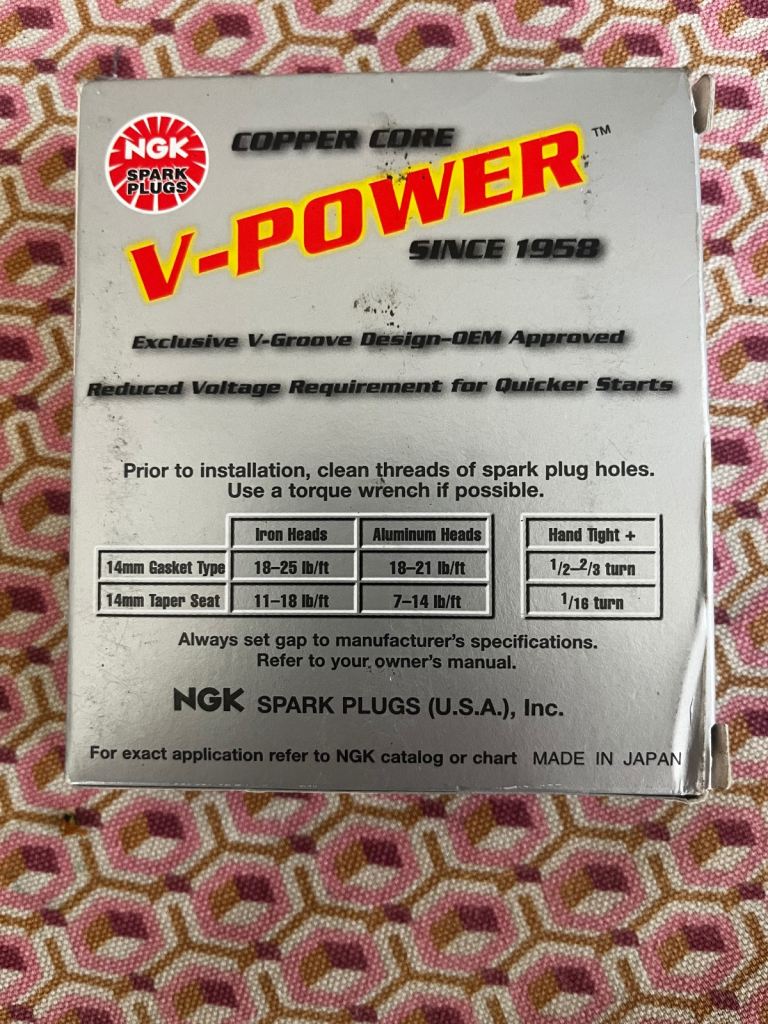 NGK
SPARK
PLUGS
COPPER CORE
V-POWER™
SINCE 1958
Exclusive V-Groove Design-OEM Approved
Reduced Voltage Requirement for Quicker Starts
Prior to installation, clean threads of spark plug holes.
Use a torque wrench if possible.
Iron Heads Aluminum Heads Hand Tight +
14mm Gasket Type 18–25 lb/ft 18–21 lb/ft 1/2–2/3 turn
14mm Taper Seat 11–18 lb/ft 7–14 lb/ft 1/16 turn
Always set gap to manufacturer's specifications.
Refer to your owner's manual.
NGK SPARK PLUGS (U.S.A.), Inc.
For exact application refer to NGK catalog or chart MADE IN JAPAN